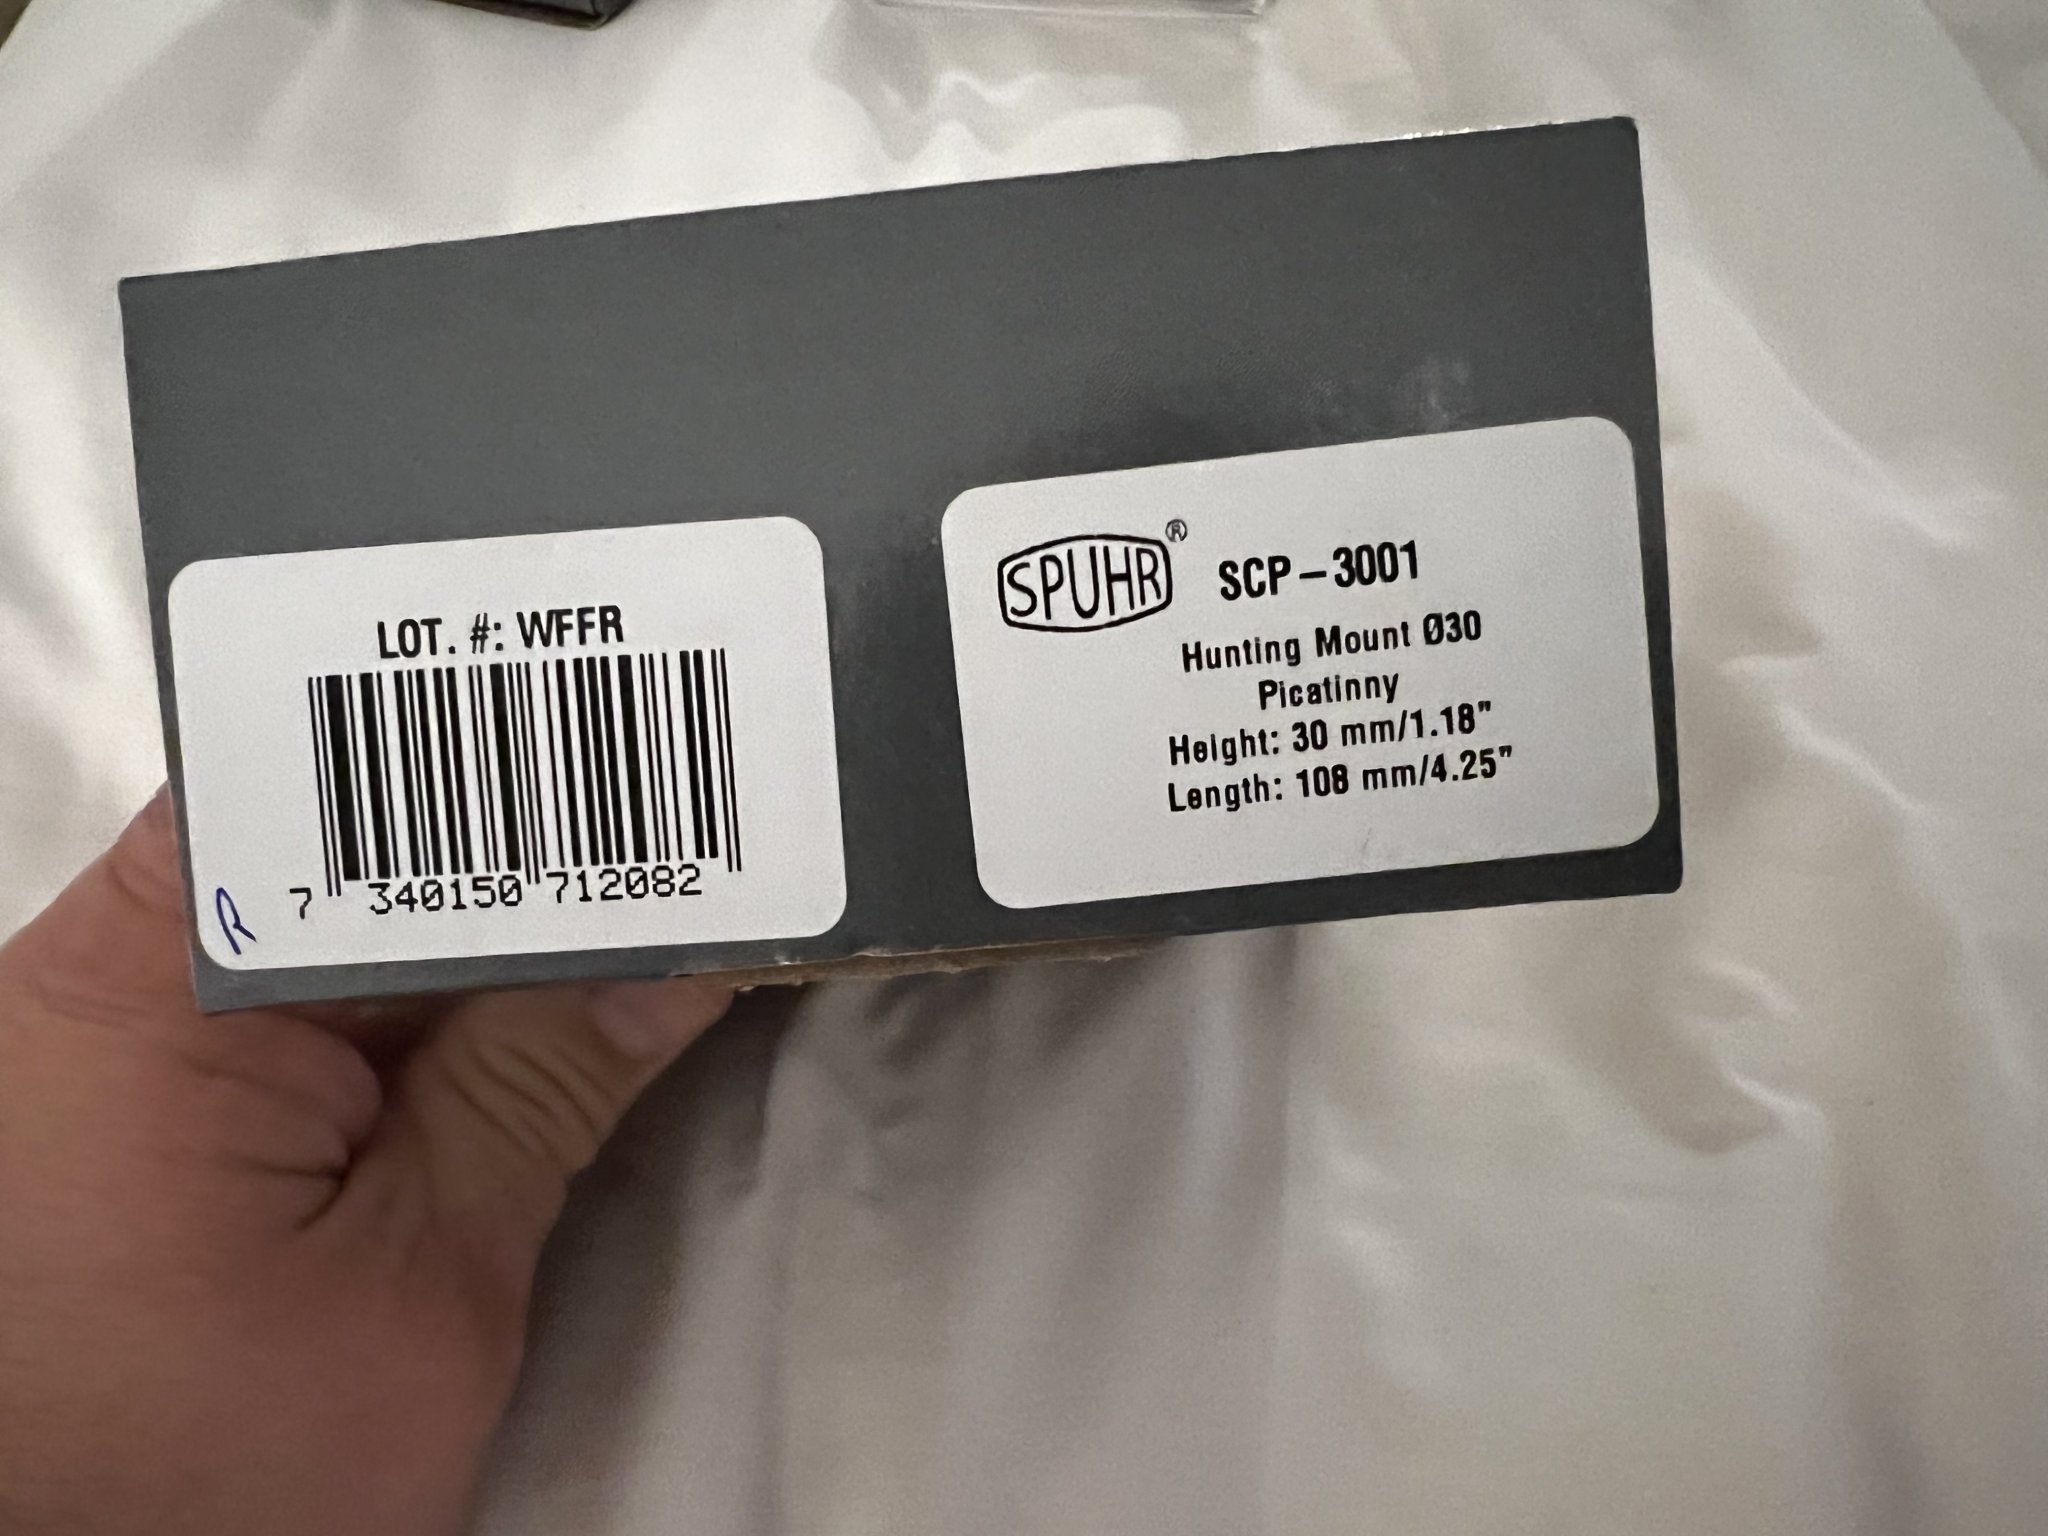 LOT. #: WFFR
7 340150 712082
R
SPUHR® SCP-3001
Hunting Mount Ø30
Picatinny
Height: 30 mm/1.18"
Length: 108 mm/4.25"